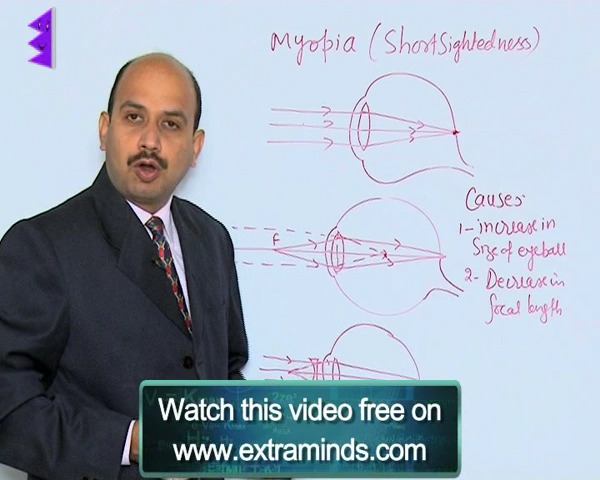 Myopia (ShortSightedness)
Causes-
1- increase in
Size of eyeball
F
2- Decrease in
focal length
Watch this video free on
www.extraminds.com